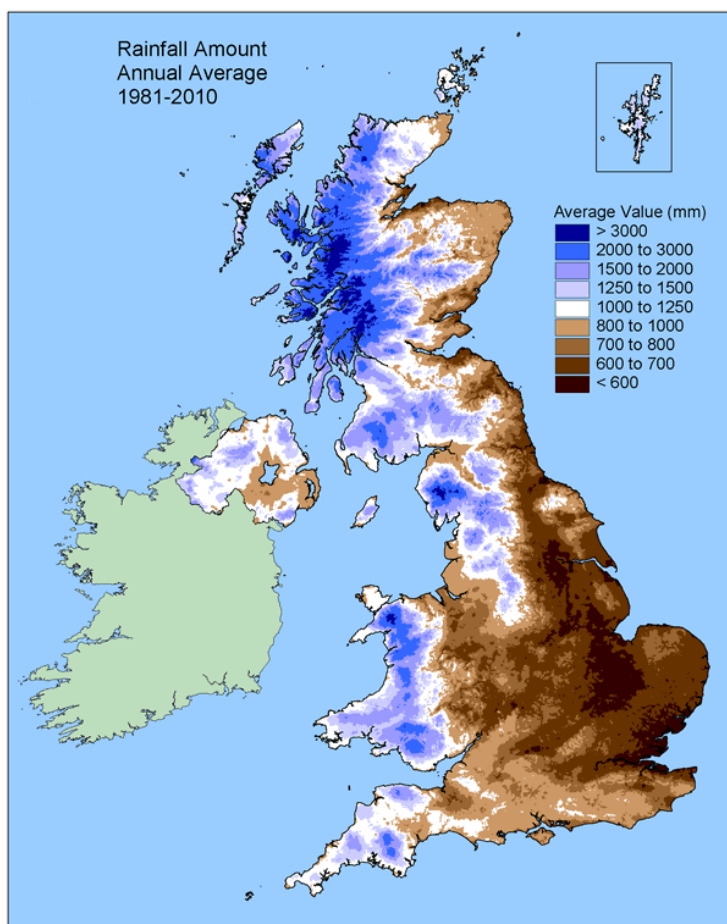 Rainfall Amount
Annual Average
1981-2010
Average Value (mm)
> 3000
2000 to 3000
1500 to 2000
1250 to 1500
1000 to 1250
800 to 1000
700 to 800
600 to 700
< 600